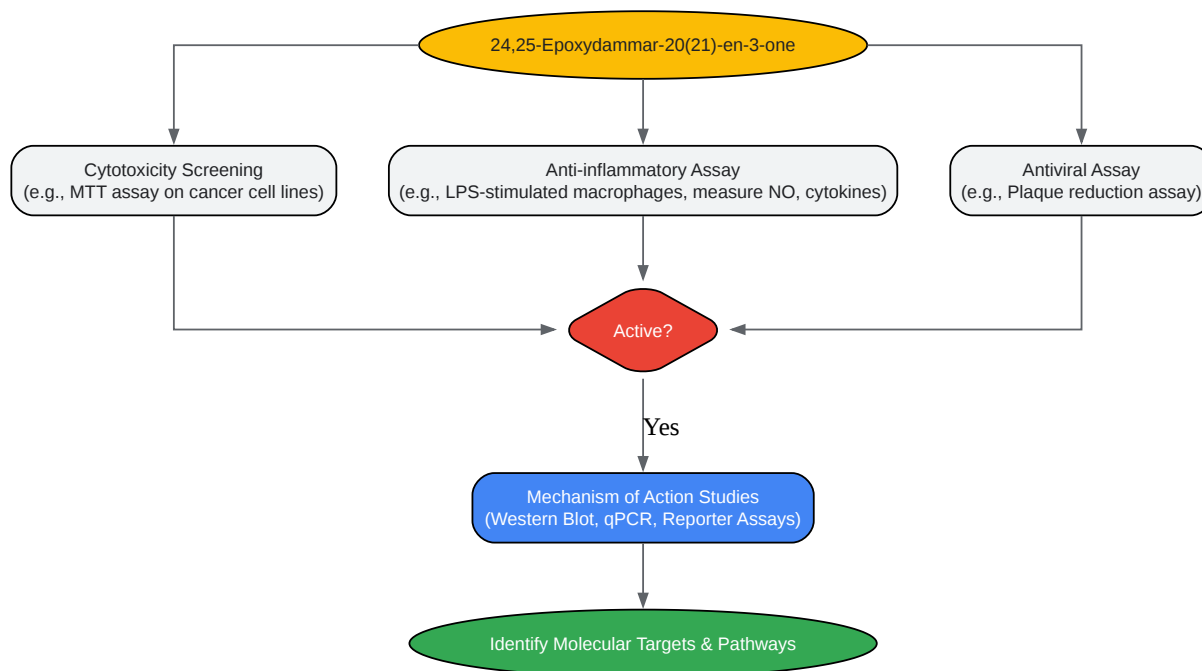 24,25-Epoxydammar-20(21)-en-3-one
Cytotoxicity Screening
(e.g., MTT assay on cancer cell lines)
Anti-inflammatory Assay
(e.g., LPS-stimulated macrophages, measure NO, cytokines)
Antiviral Assay
(e.g., Plaque reduction assay)
Active?
Yes
Mechanism of Action Studies
(Western Blot, qPCR, Reporter Assays)
Identify Molecular Targets & Pathways